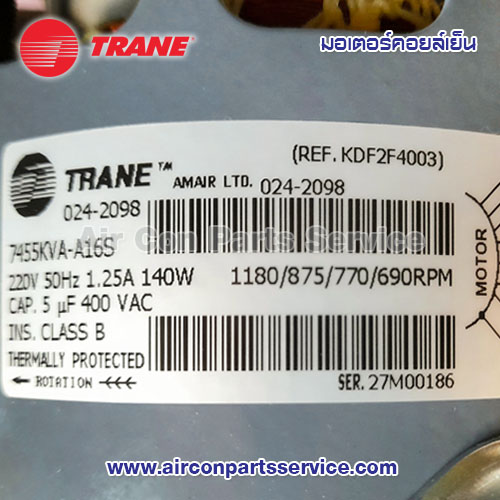 TRANE
มอเตอร์คอยล์เย็น
(REF. KDF2F4003)
TRANE™ AMAIR LTD. 024-2098
024-2098
Air Con Parts Service
7455KVA-A16S
220V 50Hz 1.25A 140W 1180/875/770/690RPM
CAP. 5 µF 400 VAC
INS. CLASS B
THERMALLY PROTECTED
ROTATION
SER. 27M00186
MOTOR
www.airconpartsservice.com